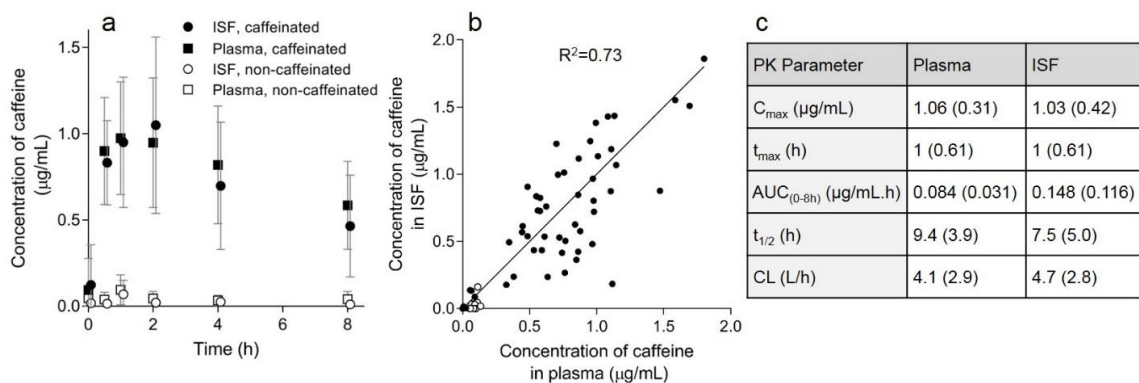 a
ISF, caffeinated
Plasma, caffeinated
ISF, non-caffeinated
Plasma, non-caffeinated
Concentration of caffeine
(µg/mL)
1.5
1.0
0.5
0.0
0 2 4 6 8
Time (h)
b
R²=0.73
Concentration of caffeine
in ISF (µg/mL)
2.0
1.5
1.0
0.5
0.0
0.0 0.5 1.0 1.5 2.0
Concentration of caffeine
in plasma (µg/mL)
c
PK Parameter Plasma ISF
Cmax (µg/mL) 1.06 (0.31) 1.03 (0.42)
tmax (h) 1 (0.61) 1 (0.61)
AUC(0-8h) (µg/mL.h) 0.084 (0.031) 0.148 (0.116)
t1/2 (h) 9.4 (3.9) 7.5 (5.0)
CL (L/h) 4.1 (2.9) 4.7 (2.8)